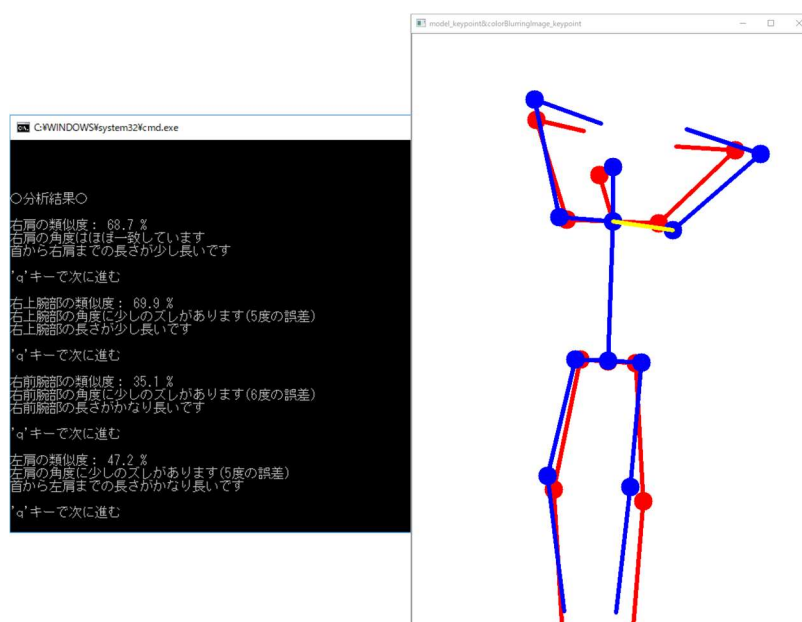 C:¥WINDOWS¥system32¥cmd.exe
○分析結果○
右肩の類似度: 68.7 %
右肩の角度はほぼ一致しています
首から右肩までの長さが少し長いです
'q'キーで次に進む
右上腕部の類似度: 69.9 %
右上腕部の角度に少しのズレがあります(5度の誤差)
右上腕部の長さが少し長いです
'q'キーで次に進む
右前腕部の類似度: 35.1 %
右前腕部の角度に少しのズレがあります(6度の誤差)
右前腕部の長さがかなり長いです
'q'キーで次に進む
左肩の類似度: 47.2 %
左肩の角度に少しのズレがあります(5度の誤差)
首から左肩までの長さがかなり長いです
'q'キーで次に進む
model_keypoint&colorBlurringImage_keypoint